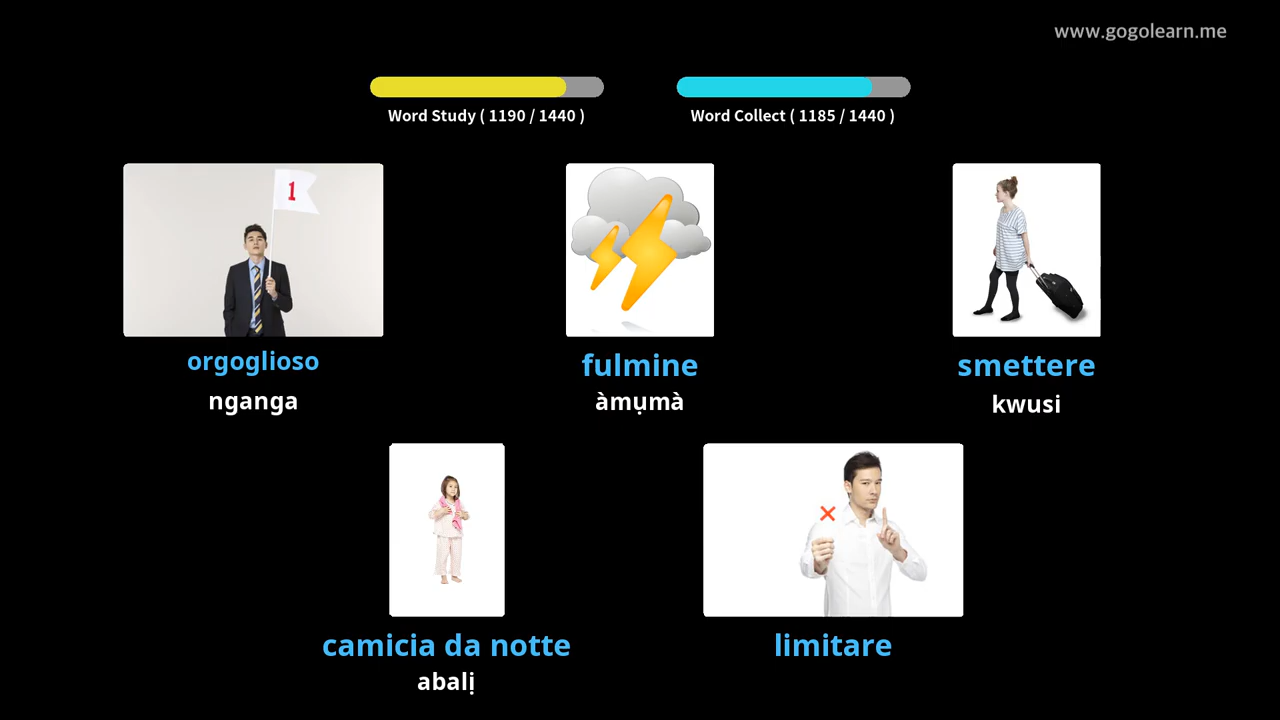 www.gogolearn.me
Word Study ( 1190 / 1440 )
Word Collect ( 1185 / 1440 )
1
orgoglioso
nganga
fulmine
àmụmà
smettere
kwusi
camicia da notte
abalị
limitare